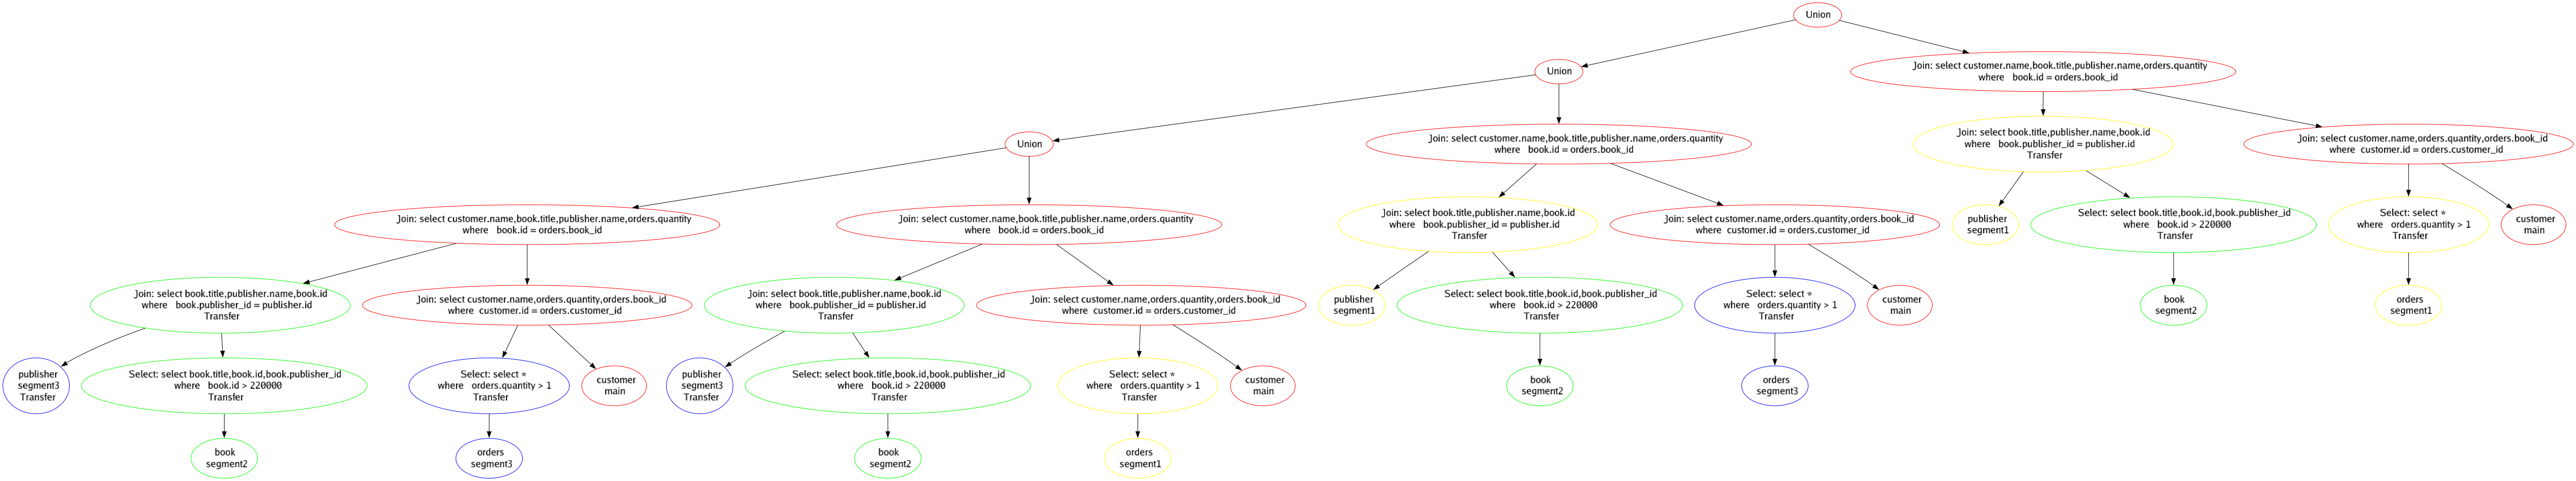 Union
Union
Join: select customer.name,book.title,publisher.name,orders.quantity
where   book.id = orders.book_id
Union
Join: select customer.name,book.title,publisher.name,orders.quantity
where   book.id = orders.book_id
Join: select book.title,publisher.name,book.id
where   book.publisher_id = publisher.id
Transfer
Join: select customer.name,orders.quantity,orders.book_id
where  customer.id = orders.customer_id
Join: select customer.name,book.title,publisher.name,orders.quantity
where   book.id = orders.book_id
Join: select customer.name,book.title,publisher.name,orders.quantity
where   book.id = orders.book_id
Join: select book.title,publisher.name,book.id
where   book.publisher_id = publisher.id
Transfer
Join: select customer.name,orders.quantity,orders.book_id
where  customer.id = orders.customer_id
publisher
segment1
Select: select book.title,book.id,book.publisher_id
where   book.id > 220000
Transfer
Select: select *
where   orders.quantity > 1
Transfer
customer
main
Join: select book.title,publisher.name,book.id
where   book.publisher_id = publisher.id
Transfer
Join: select customer.name,orders.quantity,orders.book_id
where  customer.id = orders.customer_id
Join: select book.title,publisher.name,book.id
where   book.publisher_id = publisher.id
Transfer
Join: select customer.name,orders.quantity,orders.book_id
where  customer.id = orders.customer_id
publisher
segment1
Select: select book.title,book.id,book.publisher_id
where   book.id > 220000
Transfer
Select: select *
where   orders.quantity > 1
Transfer
customer
main
book
segment2
orders
segment1
publisher
segment3
Transfer
Select: select book.title,book.id,book.publisher_id
where   book.id > 220000
Transfer
Select: select *
where   orders.quantity > 1
Transfer
customer
main
publisher
segment3
Transfer
Select: select book.title,book.id,book.publisher_id
where   book.id > 220000
Transfer
Select: select *
where   orders.quantity > 1
Transfer
customer
main
book
segment2
orders
segment3
book
segment2
orders
segment3
book
segment2
orders
segment1